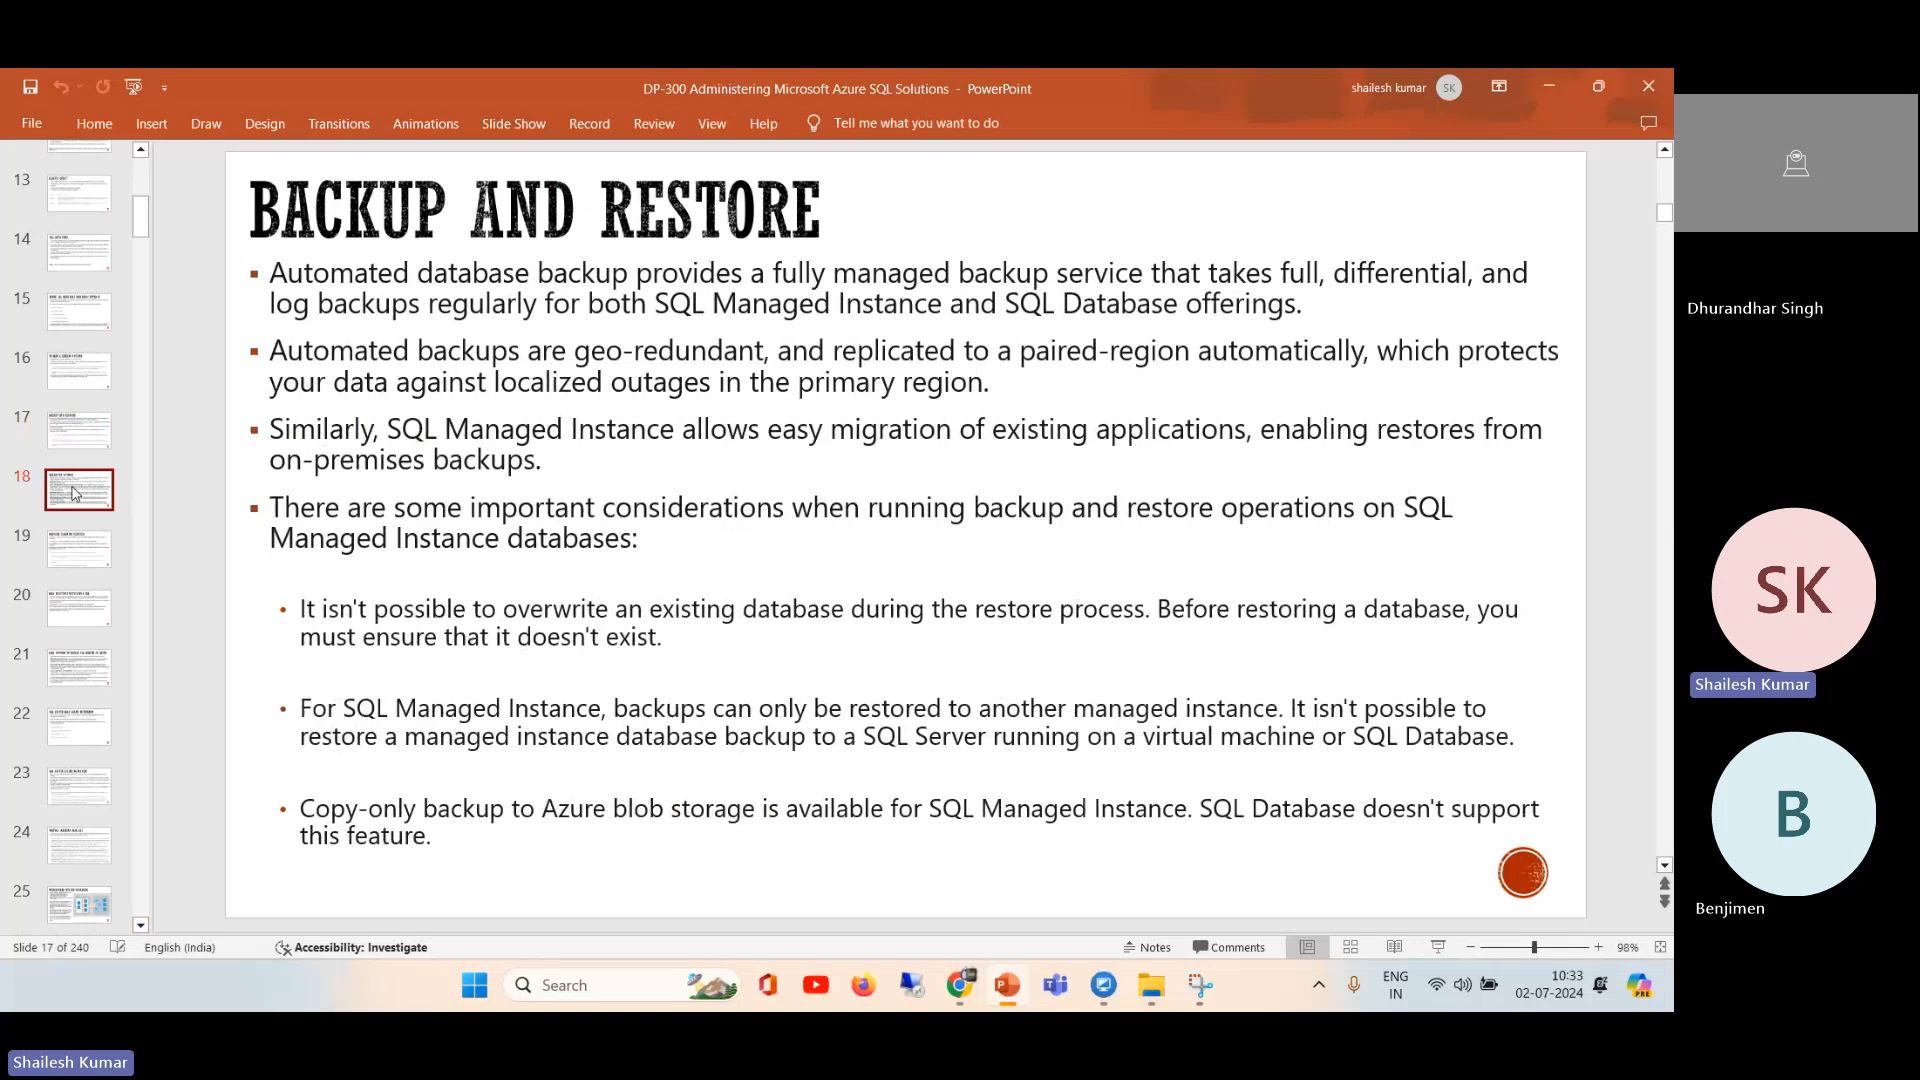 DP-300 Administering Microsoft Azure SQL Solutions - PowerPoint
shailesh kumar SK
File Home Insert Draw Design Transitions Animations Slide Show Record Review View Help Tell me what you want to do
13
14
15
16
17
18
19
20
21
22
23
24
25
BACKUP AND RESTORE
Automated database backup provides a fully managed backup service that takes full, differential, and
log backups regularly for both SQL Managed Instance and SQL Database offerings.
Automated backups are geo-redundant, and replicated to a paired-region automatically, which protects
your data against localized outages in the primary region.
Similarly, SQL Managed Instance allows easy migration of existing applications, enabling restores from
on-premises backups.
There are some important considerations when running backup and restore operations on SQL
Managed Instance databases:
It isn't possible to overwrite an existing database during the restore process. Before restoring a database, you
must ensure that it doesn't exist.
For SQL Managed Instance, backups can only be restored to another managed instance. It isn't possible to
restore a managed instance database backup to a SQL Server running on a virtual machine or SQL Database.
Copy-only backup to Azure blob storage is available for SQL Managed Instance. SQL Database doesn't support
this feature.
Slide 17 of 240 English (India) Accessibility: Investigate Notes Comments 98%
Search
ENG
IN
10:33
02-07-2024
PRE
Dhurandhar Singh
SK
Shailesh Kumar
B
Benjimen
Shailesh Kumar